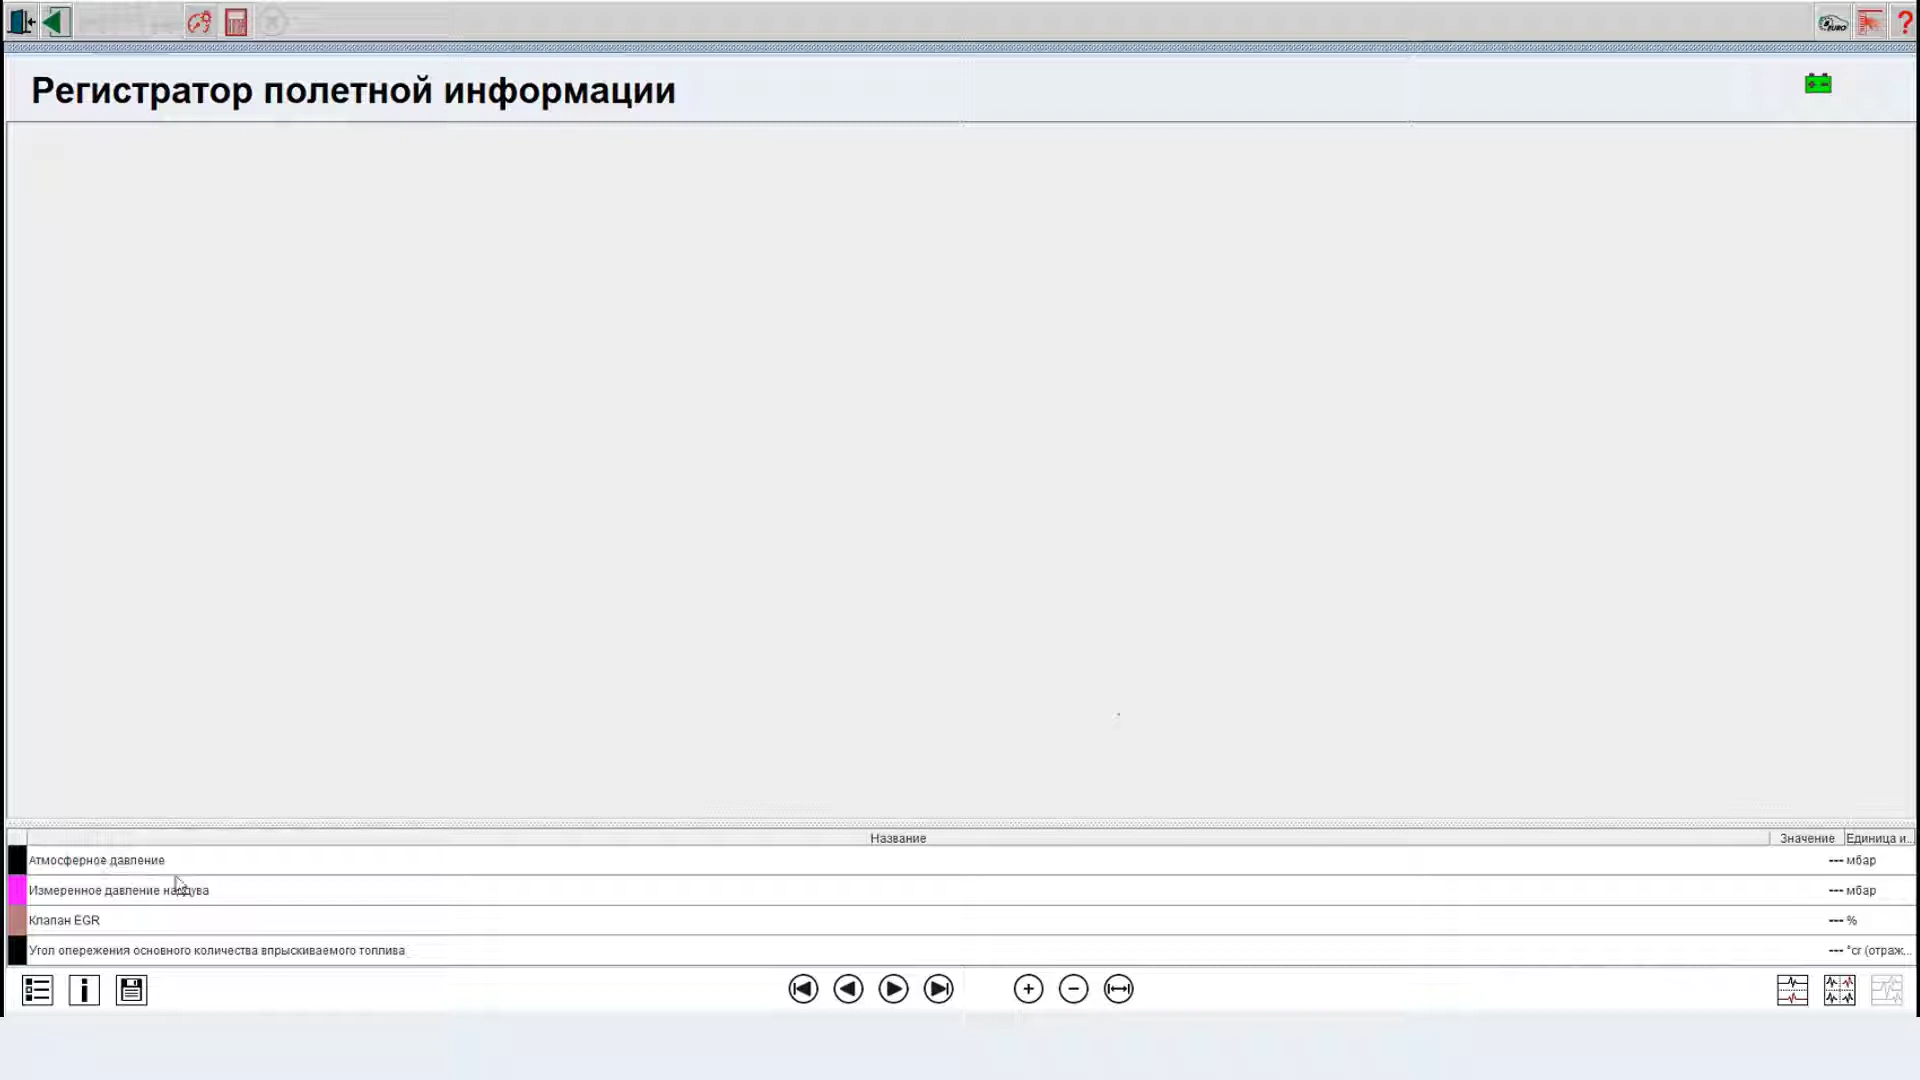 Регистратор полетной информации
Название Значение Единица и...
Атмосферное давление --- мбар
Измеренное давление наддува --- мбар
Клапан EGR --- %
Угол опережения основного количества впрыскиваемого топлива --- °cr (отраж...